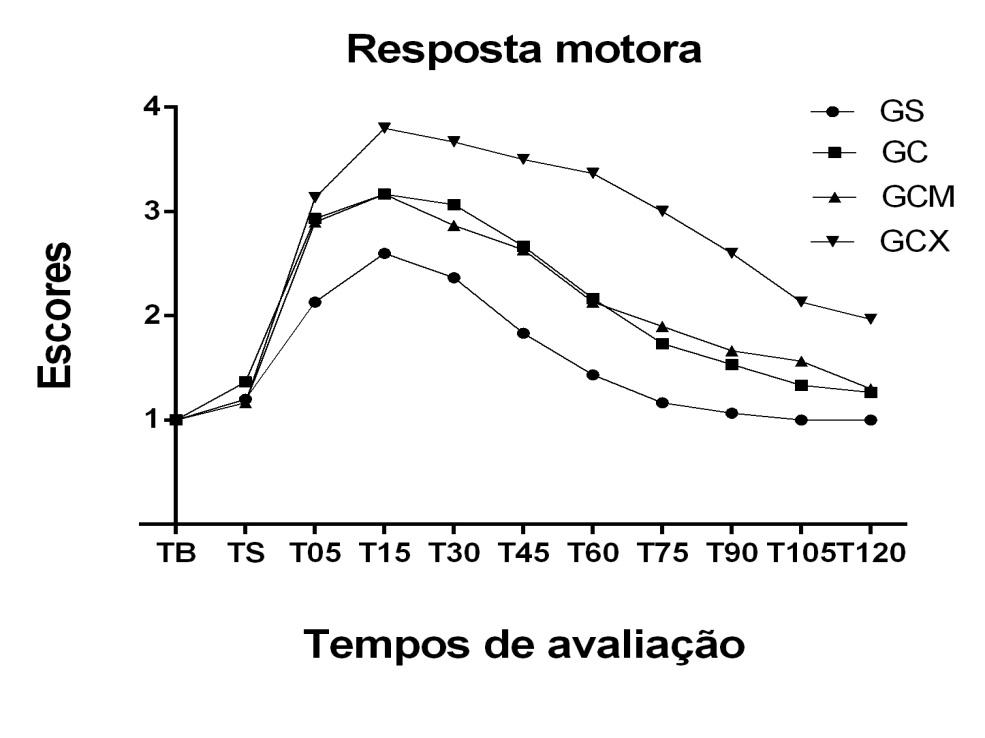 Resposta motora
4
3
2
1
Escores
GS
GC
GCM
GCX
TB TS T05 T15 T30 T45 T60 T75 T90 T105 T120
Tempos de avaliação